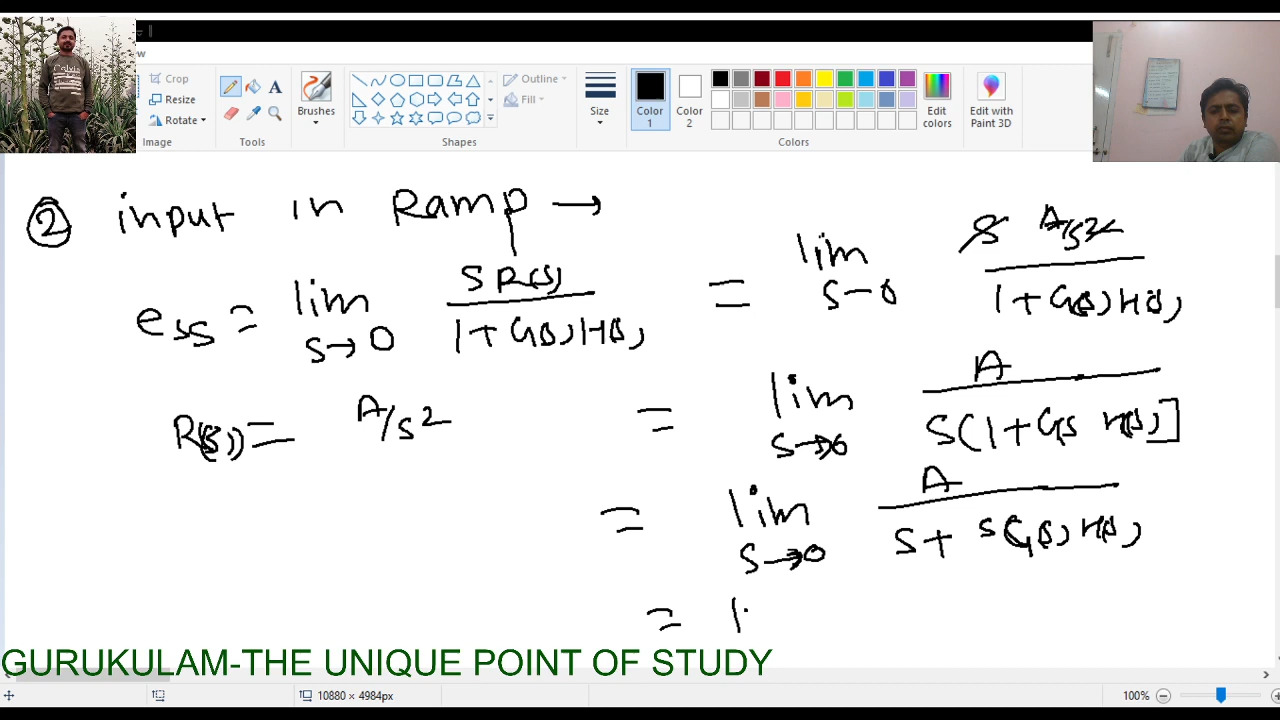 Crop
Resize
Rotate
Image
Tools
Brushes
Shapes
Outline
Fill
Size
Color 1
Color 2
Colors
Edit colors
Edit with Paint 3D
② input in Ramp →
ess = lim s→0 SR(s) / 1+G(s)H(s) = lim s–0 S A/s² / 1+G(s)H(s)
R(s) = A/s²
= lim s→0 A / S(1+G(s H(s)]
= lim s→0 A / S+ SG(s)H(s)
= l
GURUKULAM-THE UNIQUE POINT OF STUDY
10880 × 4984px
100%